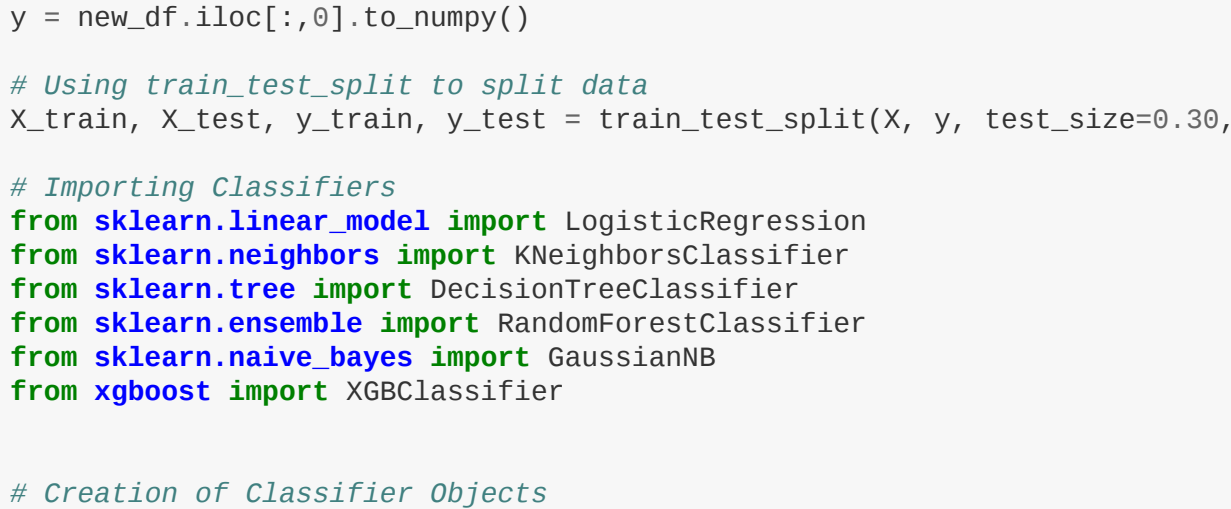 y = new_df.iloc[:,0].to_numpy()
# Using train_test_split to split data
X_train, X_test, y_train, y_test = train_test_split(X, y, test_size=0.30,
# Importing Classifiers
from sklearn.linear_model import LogisticRegression
from sklearn.neighbors import KNeighborsClassifier
from sklearn.tree import DecisionTreeClassifier
from sklearn.ensemble import RandomForestClassifier
from sklearn.naive_bayes import GaussianNB
from xgboost import XGBClassifier
# Creation of Classifier Objects